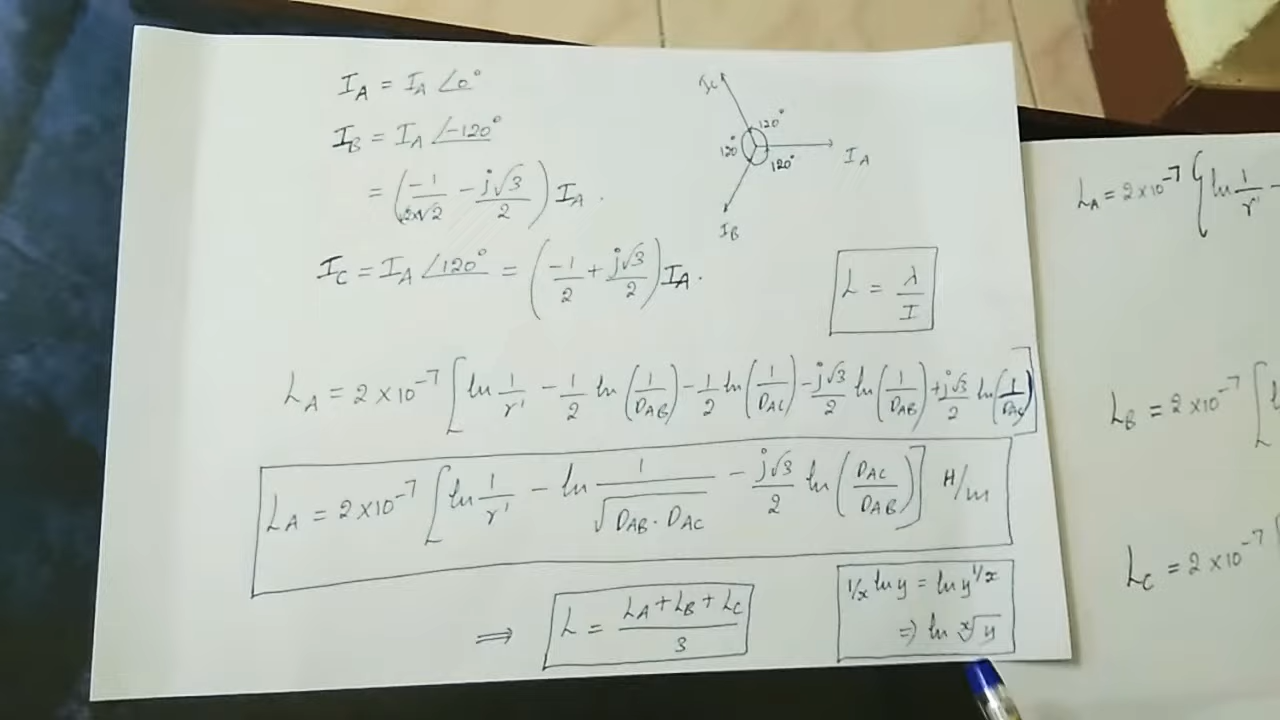 I_A = I_A ∠0°
I_B = I_A ∠-120°
= (-1/2 - j√3/2) I_A .
I_C = I_A ∠120° = (-1/2 + j√3/2) I_A .
I_C
120°
120°
120°
I_A
I_B
L = λ/I
L_A = 2×10^-7 [ln 1/r' - 1/2 ln (1/D_AB) - 1/2 ln (1/D_AC) - j√3/2 ln (1/D_AB) + j√3/2 ln (1/D_AC)]
L_A = 2×10^-7 [ln 1/r' - ln 1/√(D_AB · D_AC) - j√3/2 ln (D_AC/D_AB)] H/m
⟹ L = (L_A + L_B + L_C)/3
1/x ln y = ln y^1/x
⇒ ln ˣ√y
L_A = 2×10^-7 { ln 1/r' -
L_B = 2×10^-7 [
L_C = 2×10^-7